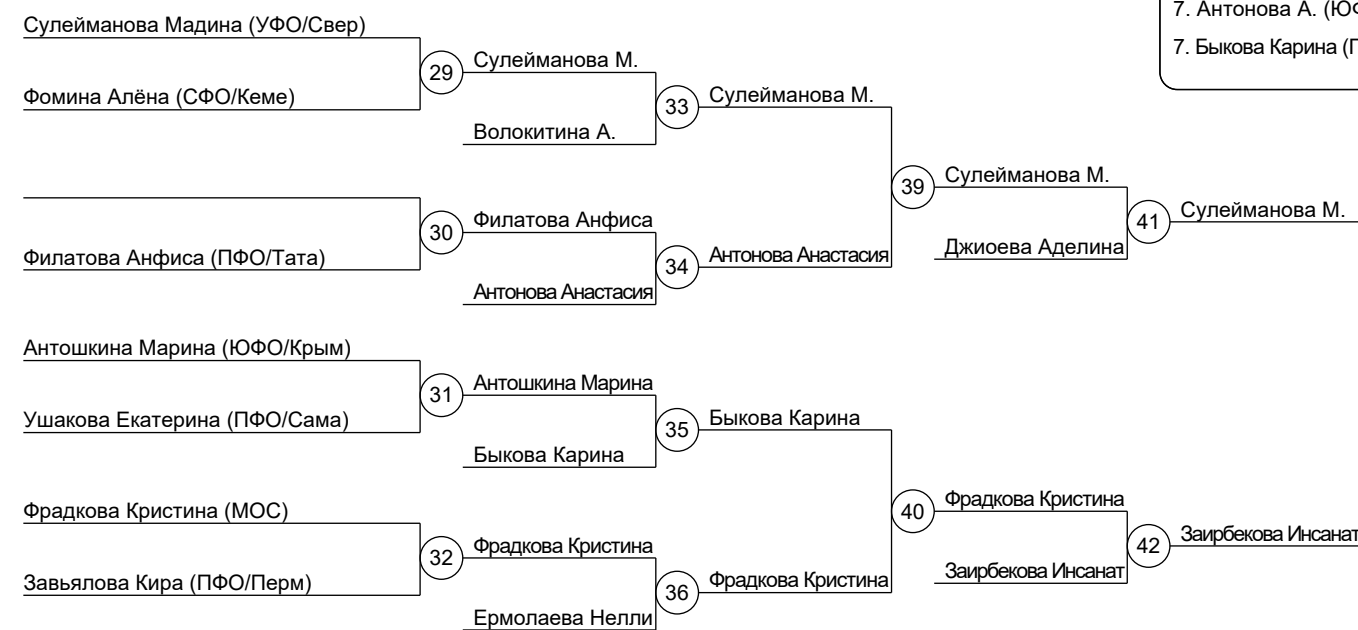 7. Антонова А. (ЮФ
7. Быкова Карина (П
Сулейманова Мадина (УФО/Свер)
29
Сулейманова М.
Фомина Алёна (СФО/Кеме)
33
Сулейманова М.
Волокитина А.
39
Сулейманова М.
30
Филатова Анфиса
41
Сулейманова М.
Филатова Анфиса (ПФО/Тата)
34
Антонова Анастасия
Джиоева Аделина
Антонова Анастасия
Антошкина Марина (ЮФО/Крым)
31
Антошкина Марина
Ушакова Екатерина (ПФО/Сама)
35
Быкова Карина
Быкова Карина
40
Фрадкова Кристина
Фрадкова Кристина (МОС)
32
Фрадкова Кристина
42
Заирбекова Инсанат
Завьялова Кира (ПФО/Перм)
36
Фрадкова Кристина
Заирбекова Инсанат
Ермолаева Нелли